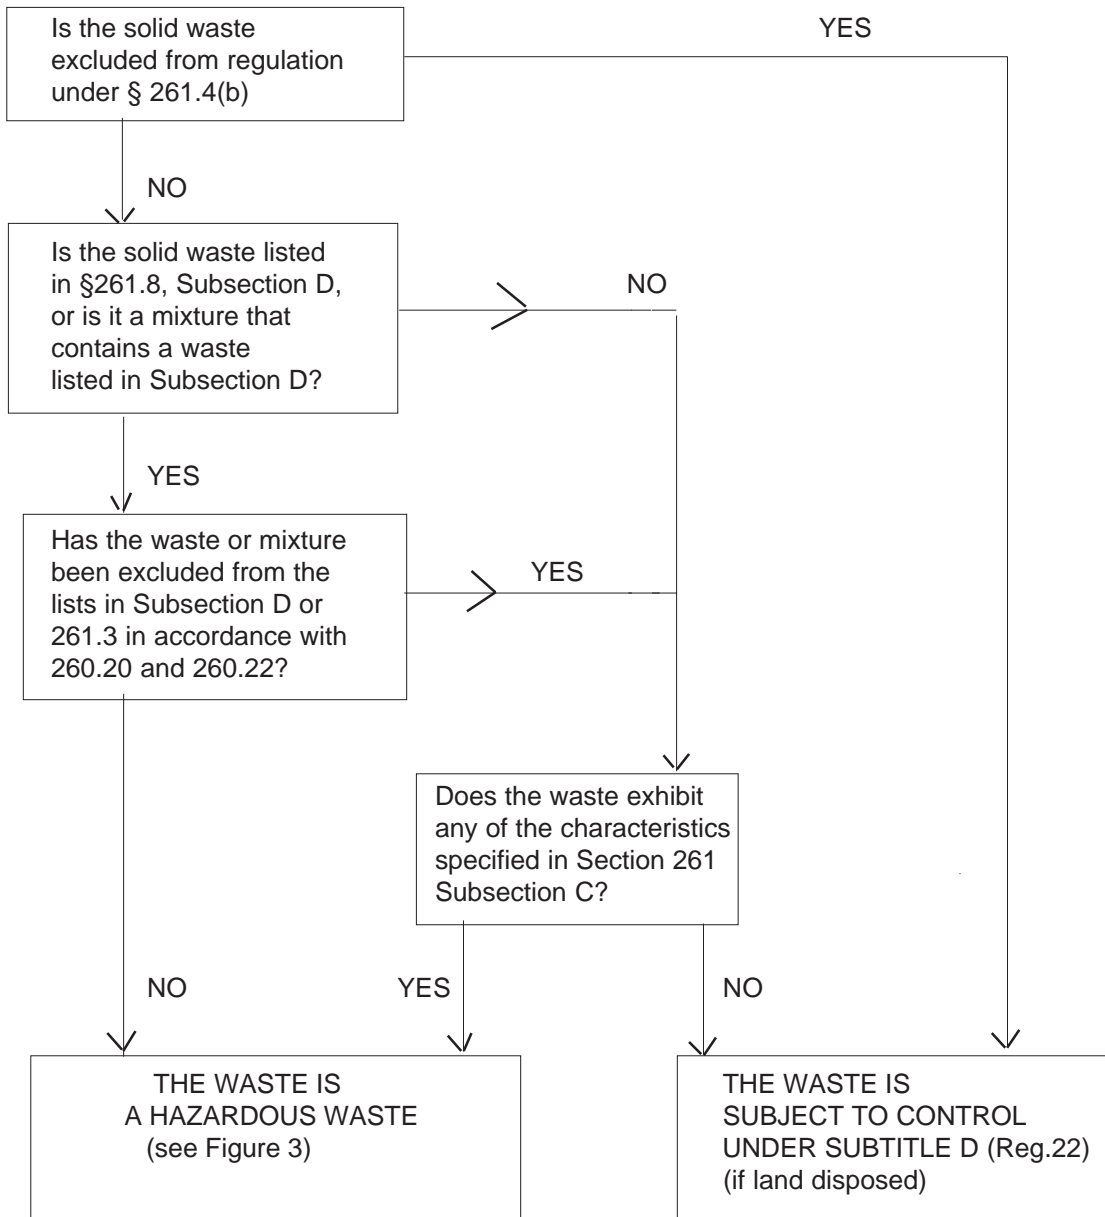 Is the solid waste
excluded from regulation
under § 261.4(b)
YES
NO
Is the solid waste listed
in §261.8, Subsection D,
or is it a mixture that
contains a waste
listed in Subsection D?
NO
YES
Has the waste or mixture
been excluded from the
lists in Subsection D or
261.3 in accordance with
260.20 and 260.22?
YES
Does the waste exhibit
any of the characteristics
specified in Section 261
Subsection C?
NO
YES
NO
THE WASTE IS
A HAZARDOUS WASTE
(see Figure 3)
THE WASTE IS
SUBJECT TO CONTROL
UNDER SUBTITLE D (Reg.22)
(if land disposed)